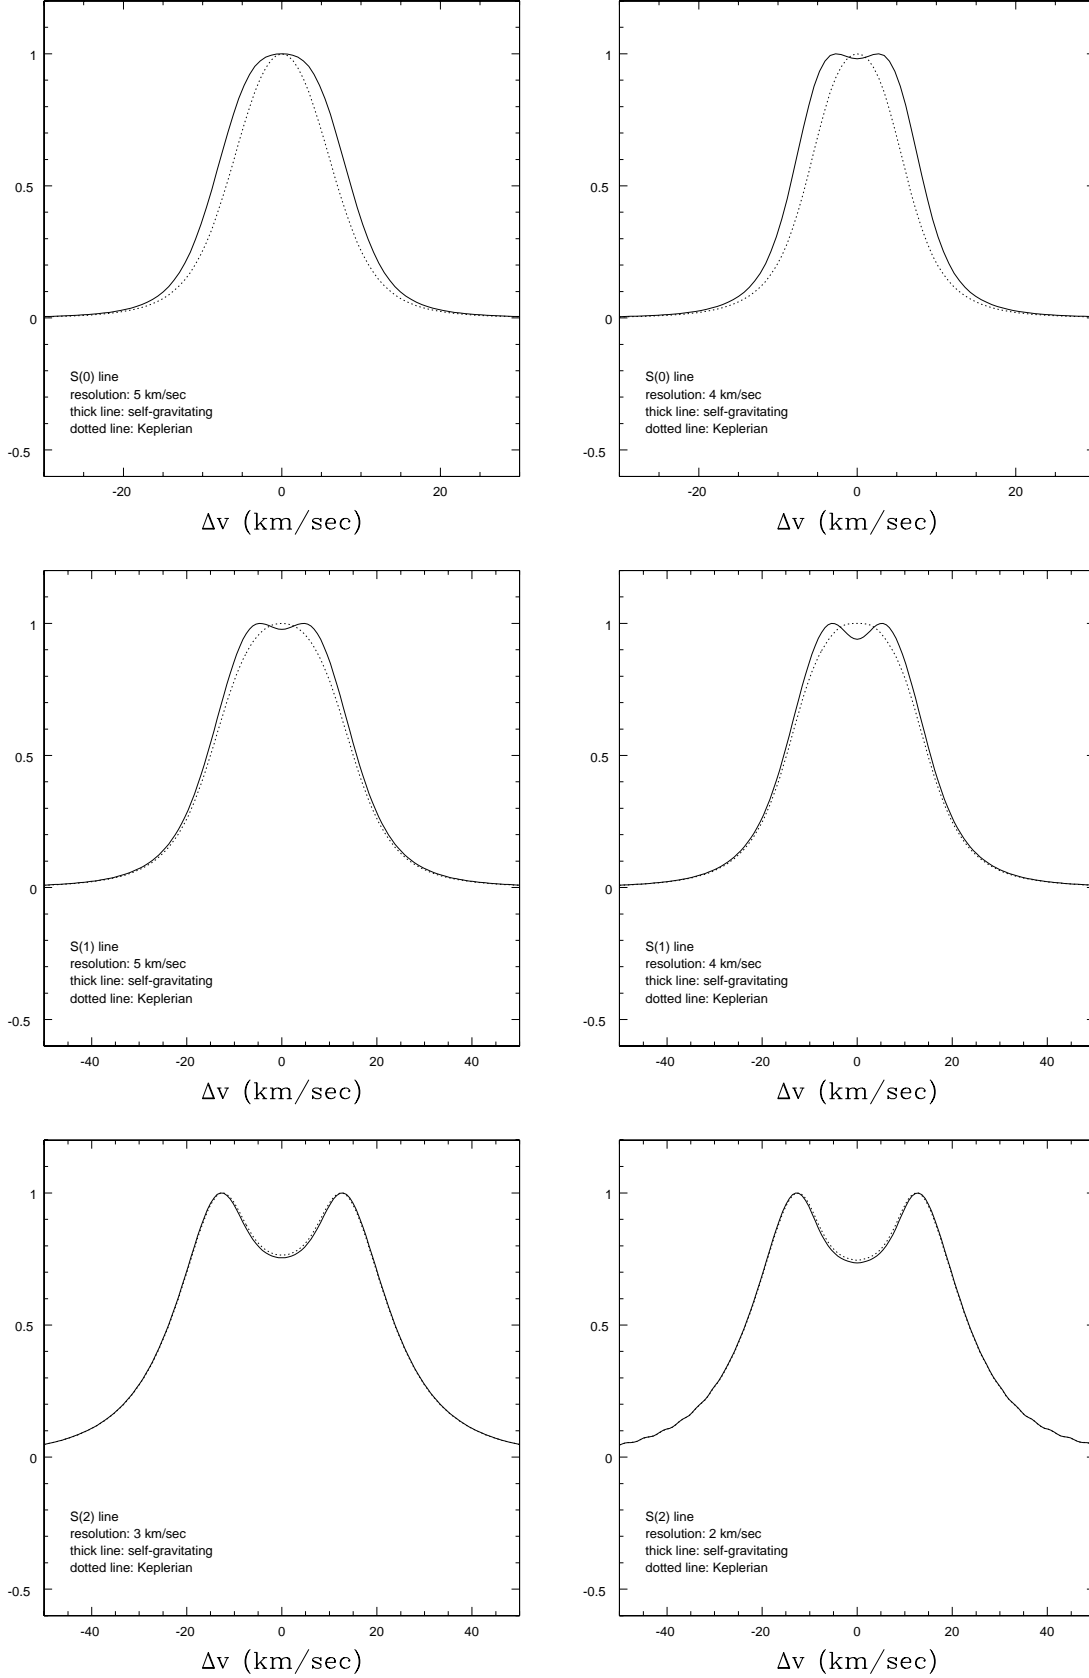 1
0.5
0
-0.5
S(0) line
resolution: 5 km/sec
thick line: self-gravitating
dotted line: Keplerian
-20
0
20
Δv (km/sec)
1
0.5
0
-0.5
S(0) line
resolution: 4 km/sec
thick line: self-gravitating
dotted line: Keplerian
-20
0
20
Δv (km/sec)
1
0.5
0
-0.5
S(1) line
resolution: 5 km/sec
thick line: self-gravitating
dotted line: Keplerian
-40
-20
0
20
40
Δv (km/sec)
1
0.5
0
-0.5
S(1) line
resolution: 4 km/sec
thick line: self-gravitating
dotted line: Keplerian
-40
-20
0
20
40
Δv (km/sec)
1
0.5
0
-0.5
S(2) line
resolution: 3 km/sec
thick line: self-gravitating
dotted line: Keplerian
-40
-20
0
20
40
Δv (km/sec)
1
0.5
0
-0.5
S(2) line
resolution: 2 km/sec
thick line: self-gravitating
dotted line: Keplerian
-40
-20
0
20
40
Δv (km/sec)